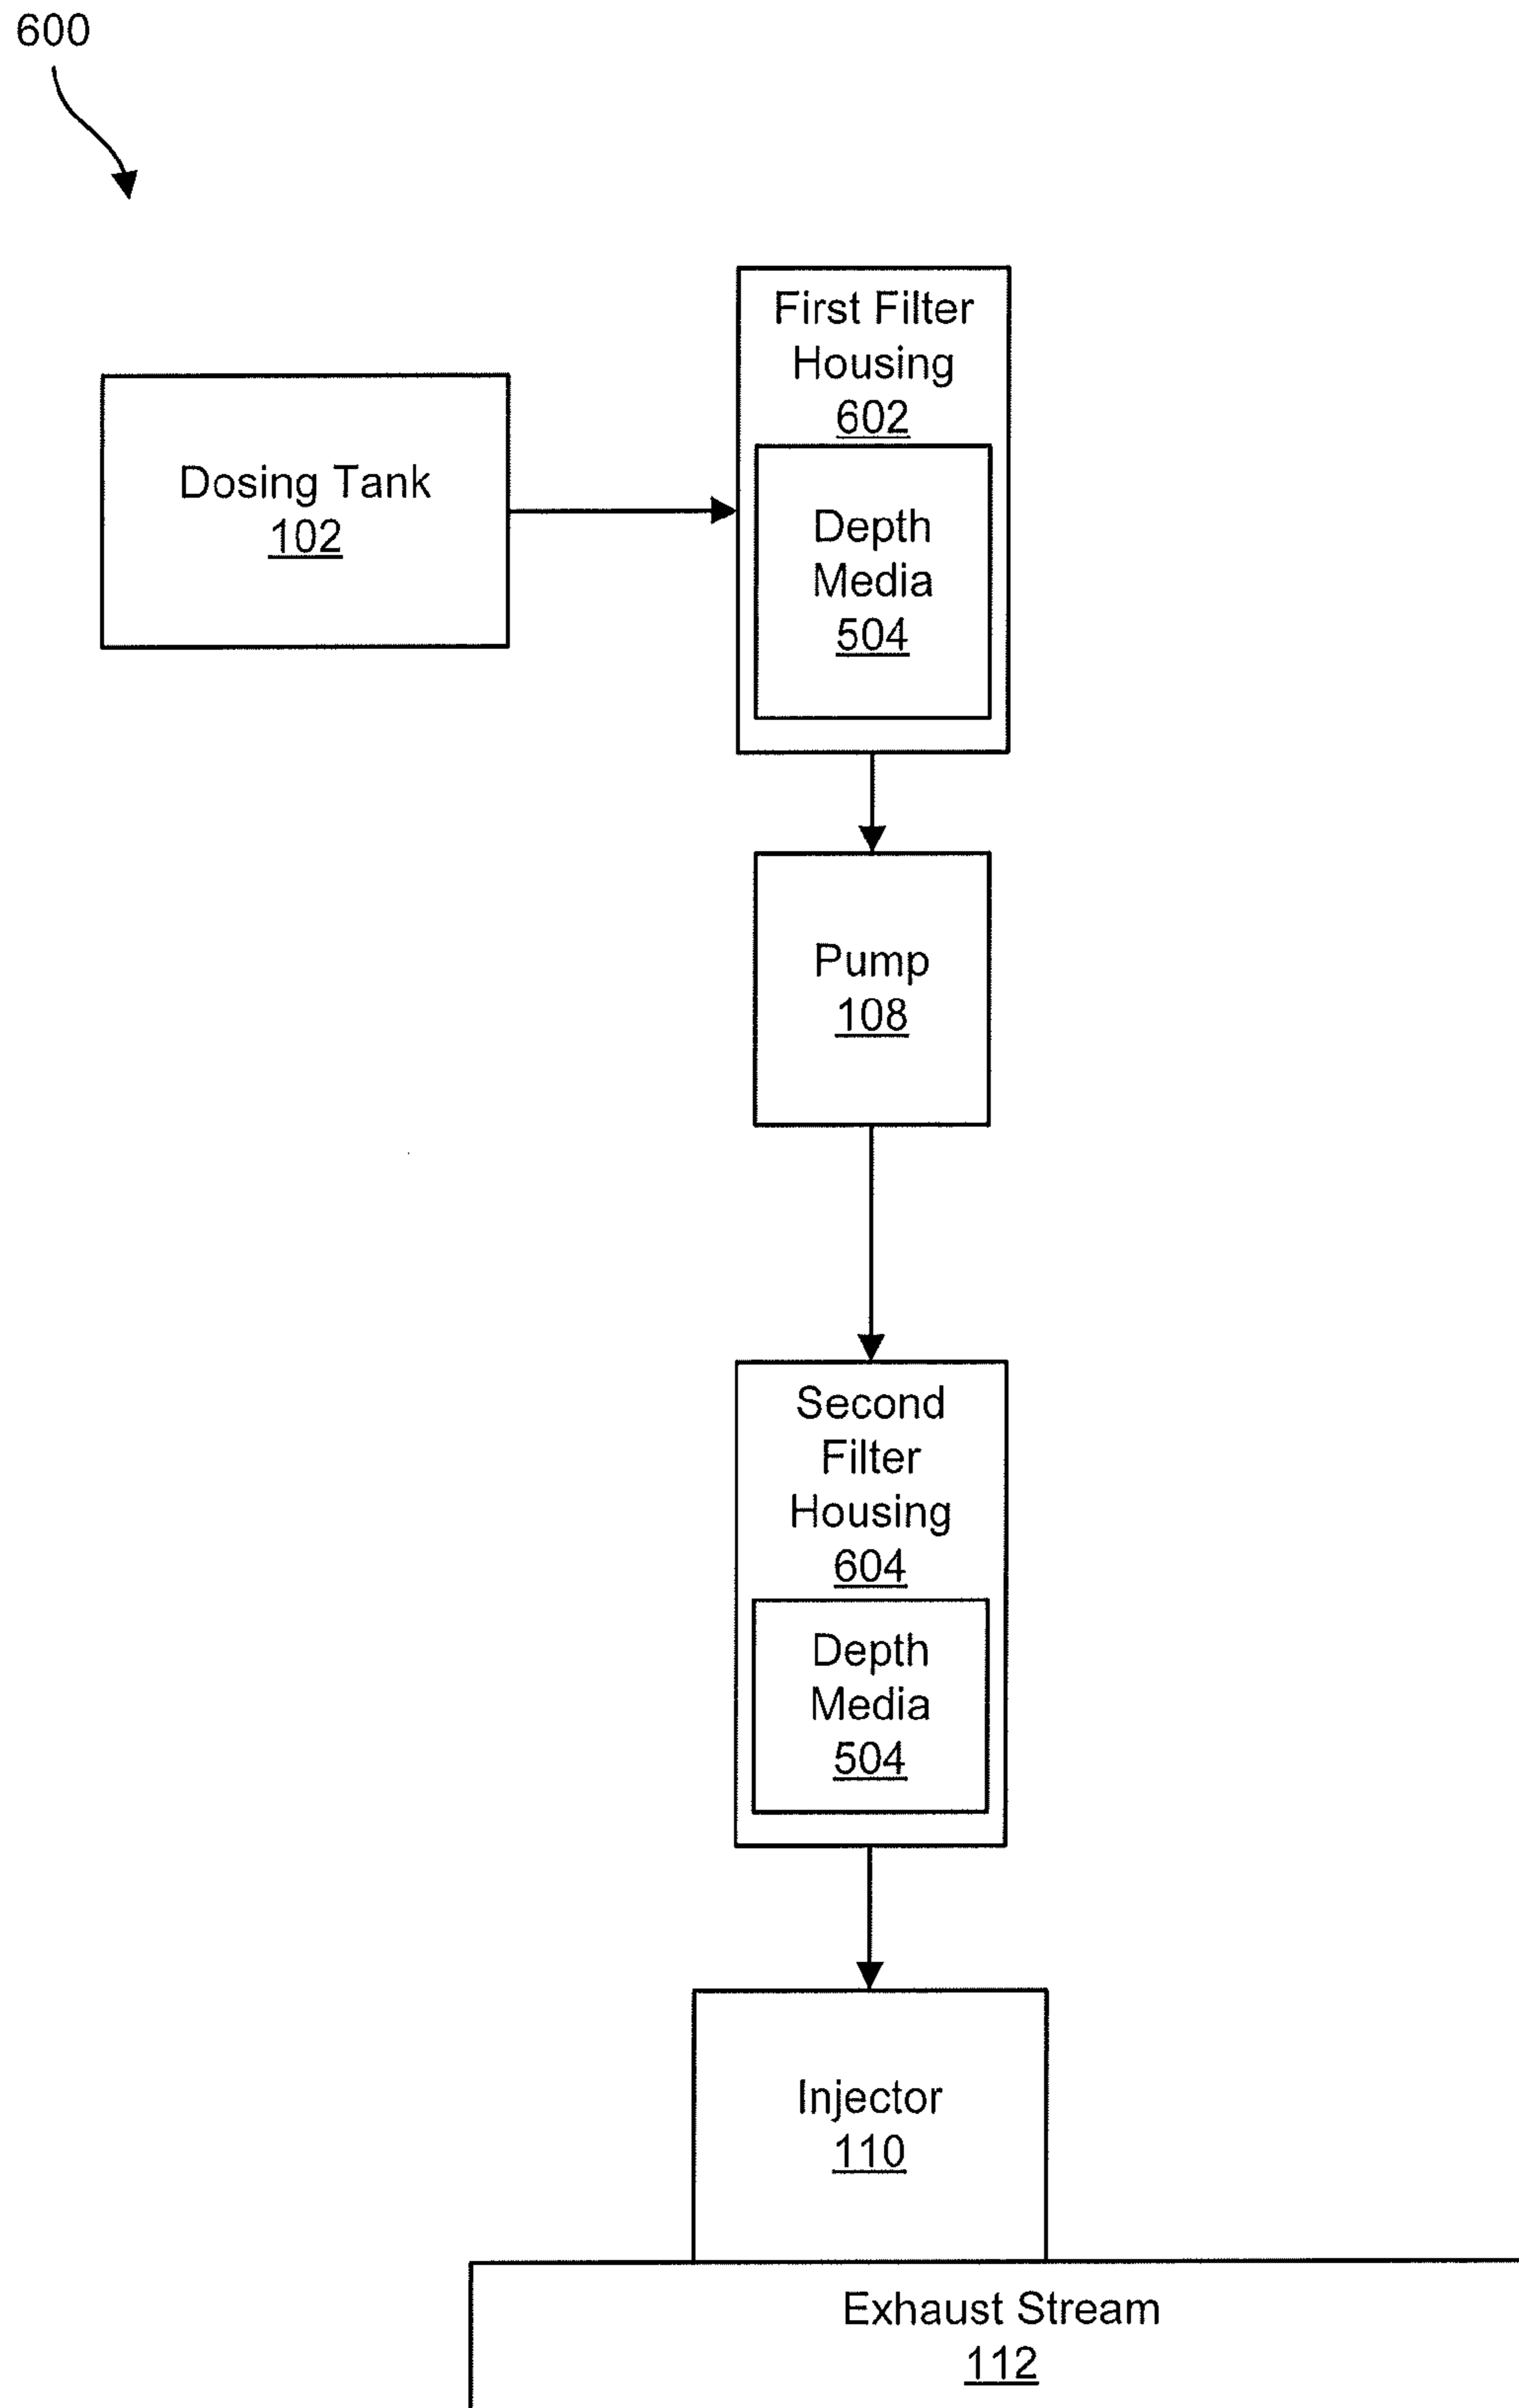 600
First Filter
Housing
602
Dosing Tank
102
Depth
Media
504
Pump
108
Second
Filter
Housing
604
Depth
Media
504
Injector
110
Exhaust Stream
112